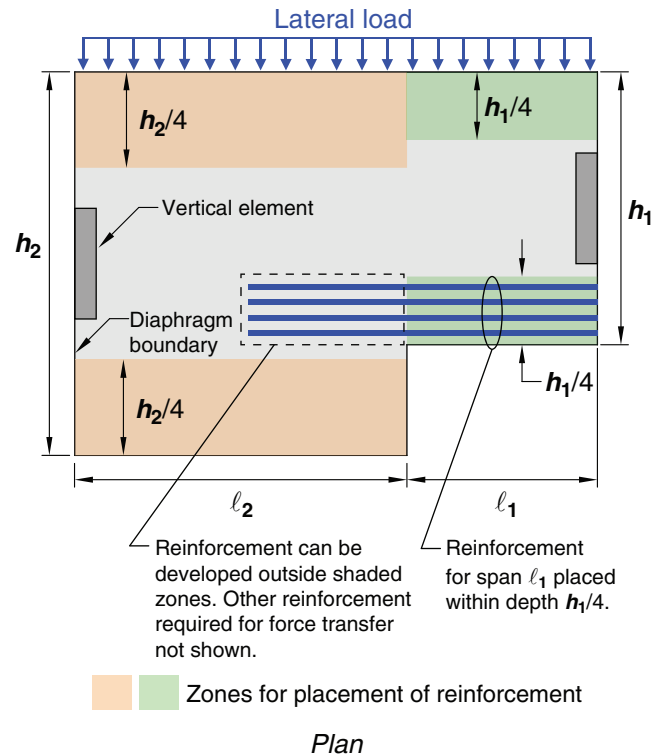 Lateral load
h₂/4
h₁/4
Vertical element
h₂
h₁
Diaphragm
boundary
h₂/4
h₁/4
ℓ₂
ℓ₁
Reinforcement can be
developed outside shaded
zones. Other reinforcement
required for force transfer
not shown.
Reinforcement
for span ℓ₁ placed
within depth h₁/4.
Zones for placement of reinforcement
Plan